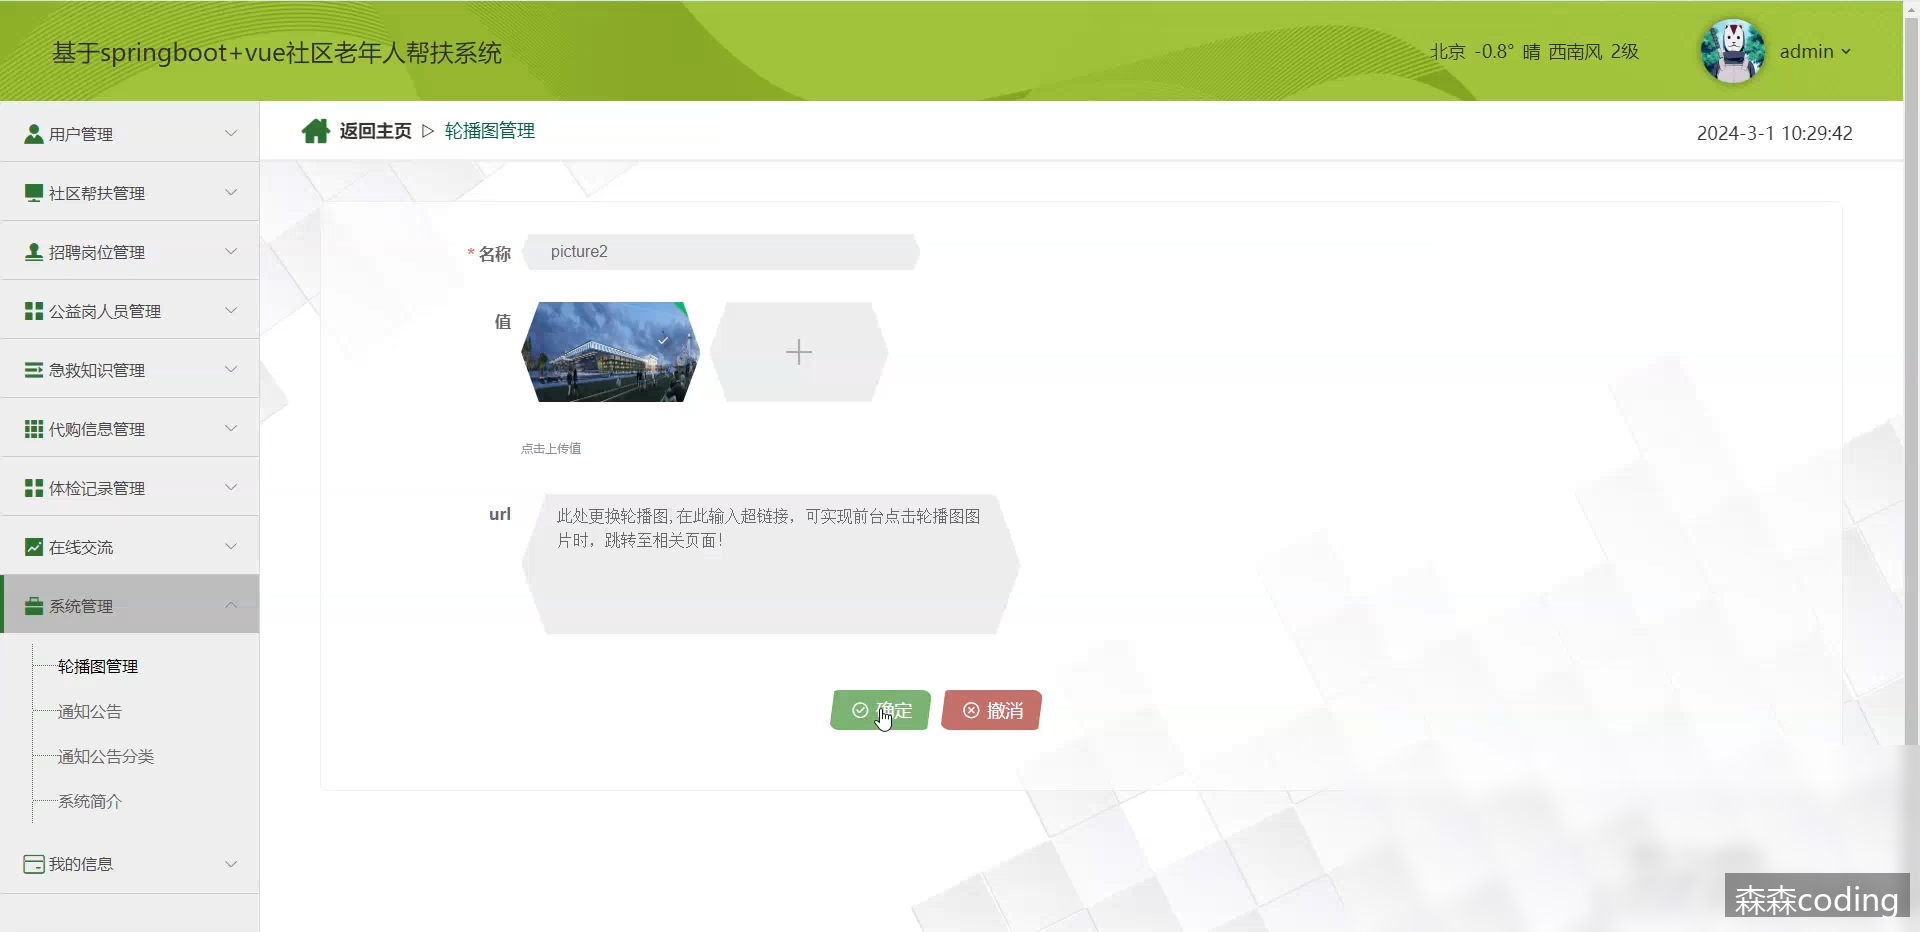 基于springboot+vue社区老年人帮扶系统
北京 -0.8° 晴 西南风 2级
admin
返回主页 ▷ 轮播图管理
2024-3-1 10:29:42
用户管理
社区帮扶管理
招聘岗位管理
公益岗人员管理
急救知识管理
代购信息管理
体检记录管理
在线交流
系统管理
轮播图管理
通知公告
通知公告分类
系统简介
我的信息
* 名称
picture2
值
点击上传值
url
此处更换轮播图,在此输入超链接，可实现前台点击轮播图图
片时，跳转至相关页面!
确定
撤消
森森coding